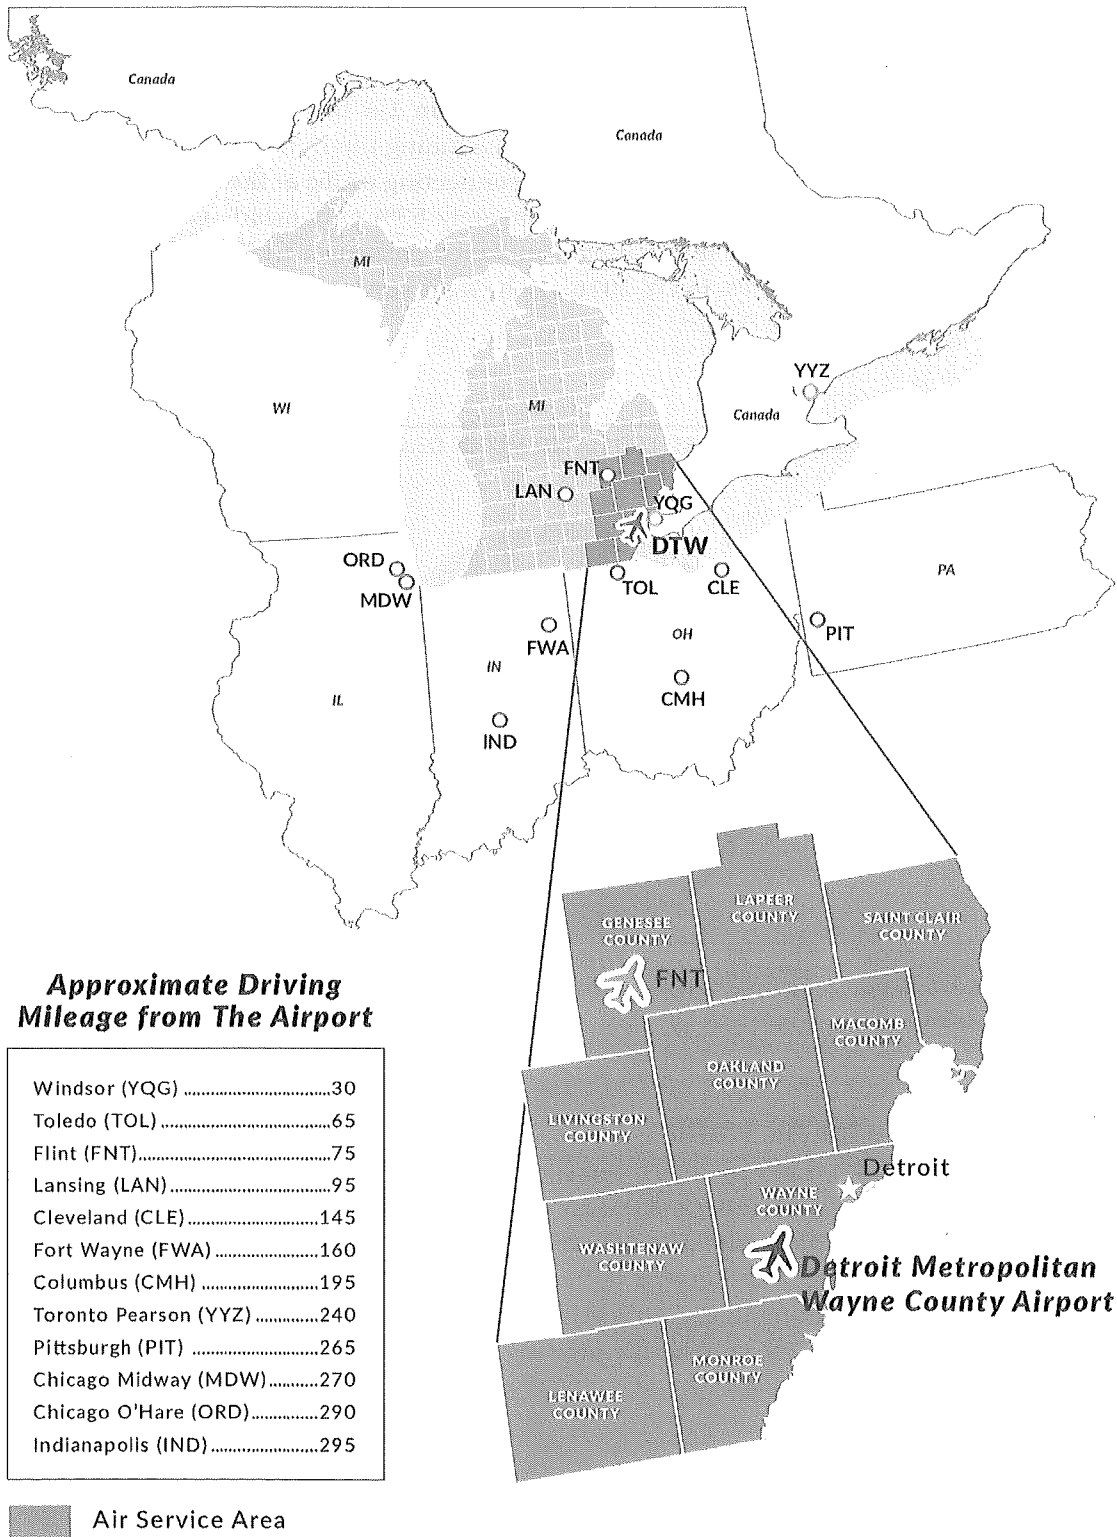 Canada
Canada
MI
YYZ
WI
MI
Canada
FNT
LAN
YQG
DTW
ORD
MDW
TOL
CLE
PA
FWA
OH
PIT
IN
IL
CMH
IND
LAPEER
COUNTY
GENESEE
COUNTY
SAINT CLAIR
COUNTY
FNT
MACOMB
COUNTY
OAKLAND
COUNTY
LIVINGSTON
COUNTY
Detroit
WAYNE
COUNTY
WASHTENAW
COUNTY
Detroit Metropolitan
Wayne County Airport
MONROE
COUNTY
LENAWEE
COUNTY
Approximate Driving
Mileage from The Airport
Windsor (YQG) ..............................30
Toledo (TOL) ..................................65
Flint (FNT).......................................75
Lansing (LAN).................................95
Cleveland (CLE)..........................145
Fort Wayne (FWA) .....................160
Columbus (CMH) .......................195
Toronto Pearson (YYZ) .............240
Pittsburgh (PIT) .........................265
Chicago Midway (MDW)..........270
Chicago O'Hare (ORD).............290
Indianapolis (IND)......................295
Air Service Area